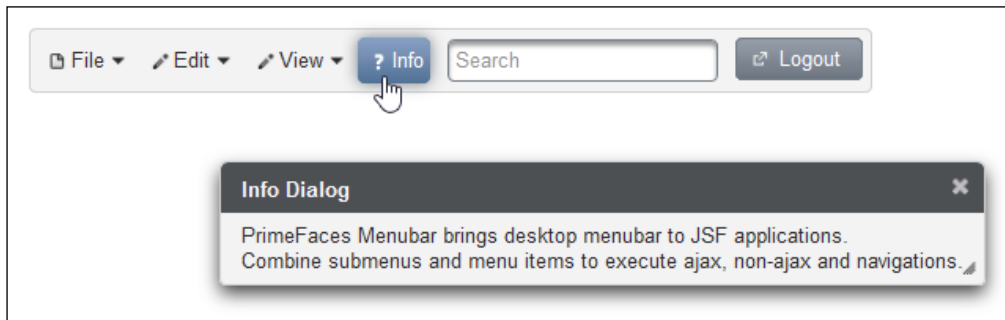 File Edit View ? Info Search Logout
Info Dialog
PrimeFaces Menubar brings desktop menubar to JSF applications.
Combine submenus and menu items to execute ajax, non-ajax and navigations.